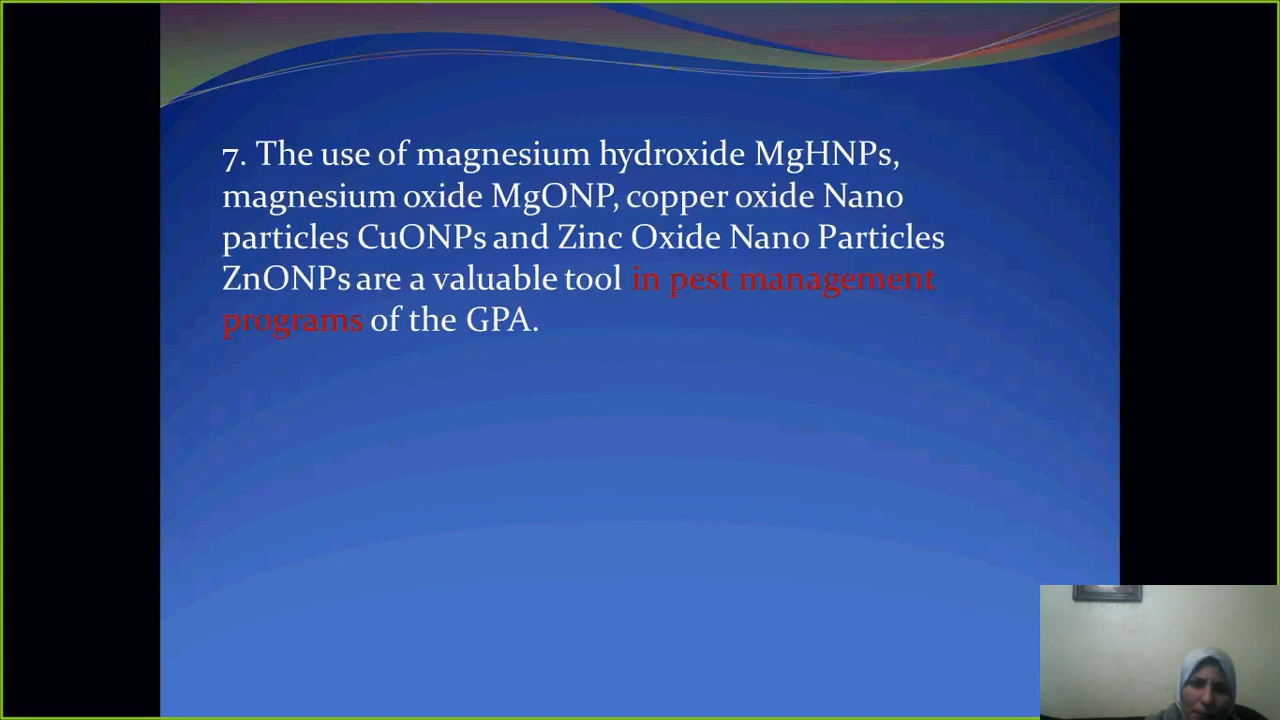 7. The use of magnesium hydroxide MgHNPs,
magnesium oxide MgONP, copper oxide Nano
particles CuONPs and Zinc Oxide Nano Particles
ZnONPs are a valuable tool in pest management
programs of the GPA.